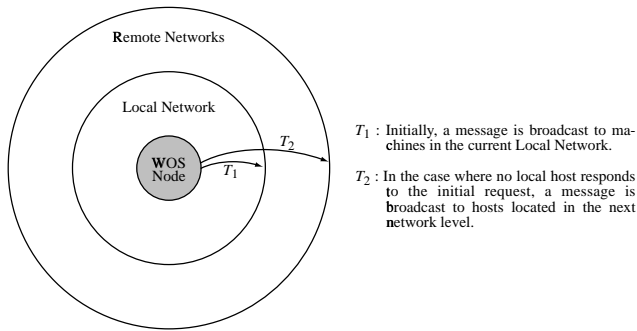 Remote Networks
Local Network
T2
WOS
Node
T1
T1 : Initially, a message is broadcast to ma-
chines in the current Local Network.
T2 : In the case where no local host responds
to the initial request, a message is
broadcast to hosts located in the next
network level.